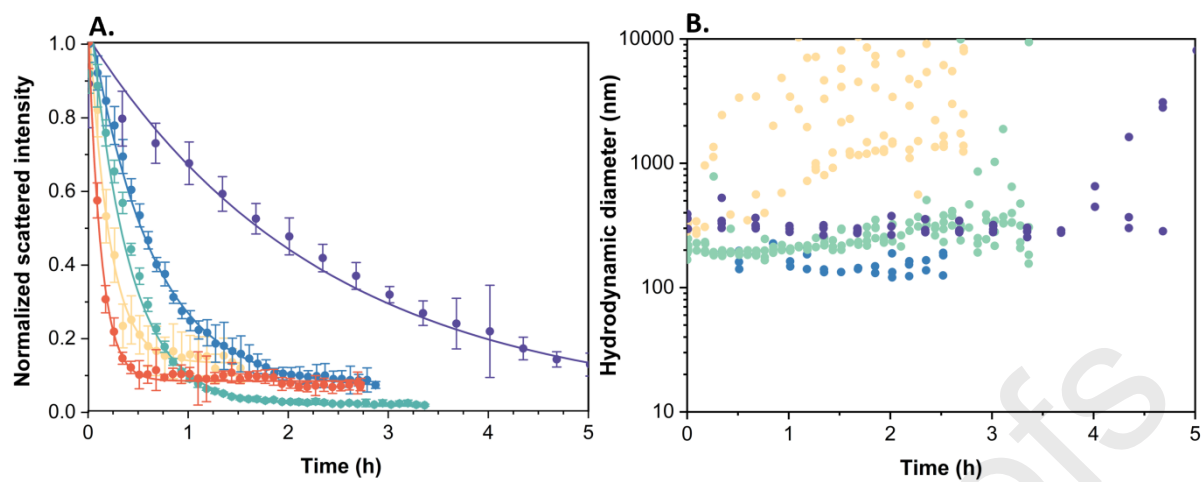 A.
Normalized scattered intensity
1.0
0.8
0.6
0.4
0.2
0.0
0 1 2 3 4 5
Time (h)
B.
Hydrodynamic diameter (nm)
10000
1000
100
10
0 1 2 3 4 5
Time (h)
ofs